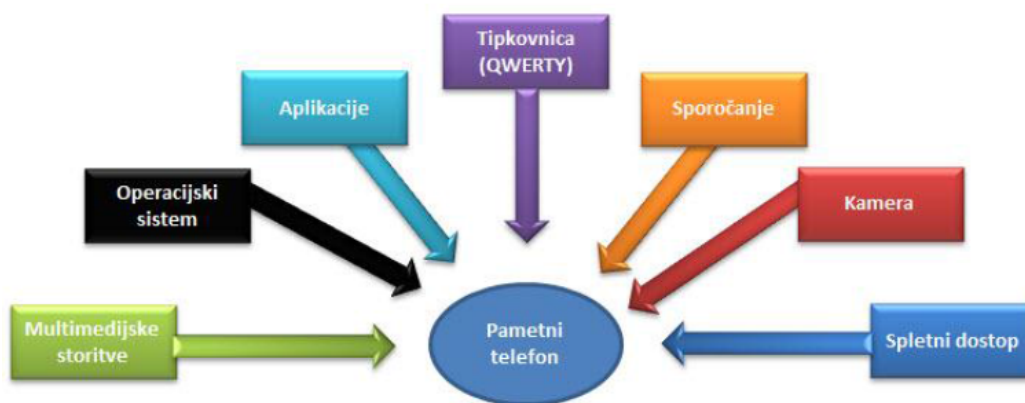 Tipkovnica
(QWERTY)
Aplikacije
Sporočanje
Operacijski
sistem
Kamera
Multimedijske
storitve
Pametni
telefon
Spletni dostop